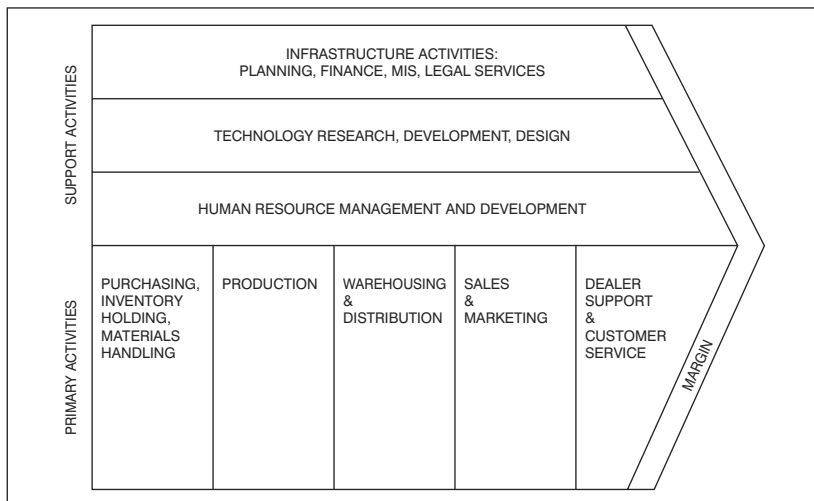 SUPPORT ACTIVITIES
INFRASTRUCTURE ACTIVITIES:
PLANNING, FINANCE, MIS, LEGAL SERVICES
TECHNOLOGY RESEARCH, DEVELOPMENT, DESIGN
HUMAN RESOURCE MANAGEMENT AND DEVELOPMENT
PRIMARY ACTIVITIES
PURCHASING,
INVENTORY
HOLDING,
MATERIALS
HANDLING
PRODUCTION
WAREHOUSING
&
DISTRIBUTION
SALES
&
MARKETING
DEALER
SUPPORT
&
CUSTOMER
SERVICE
MARGIN